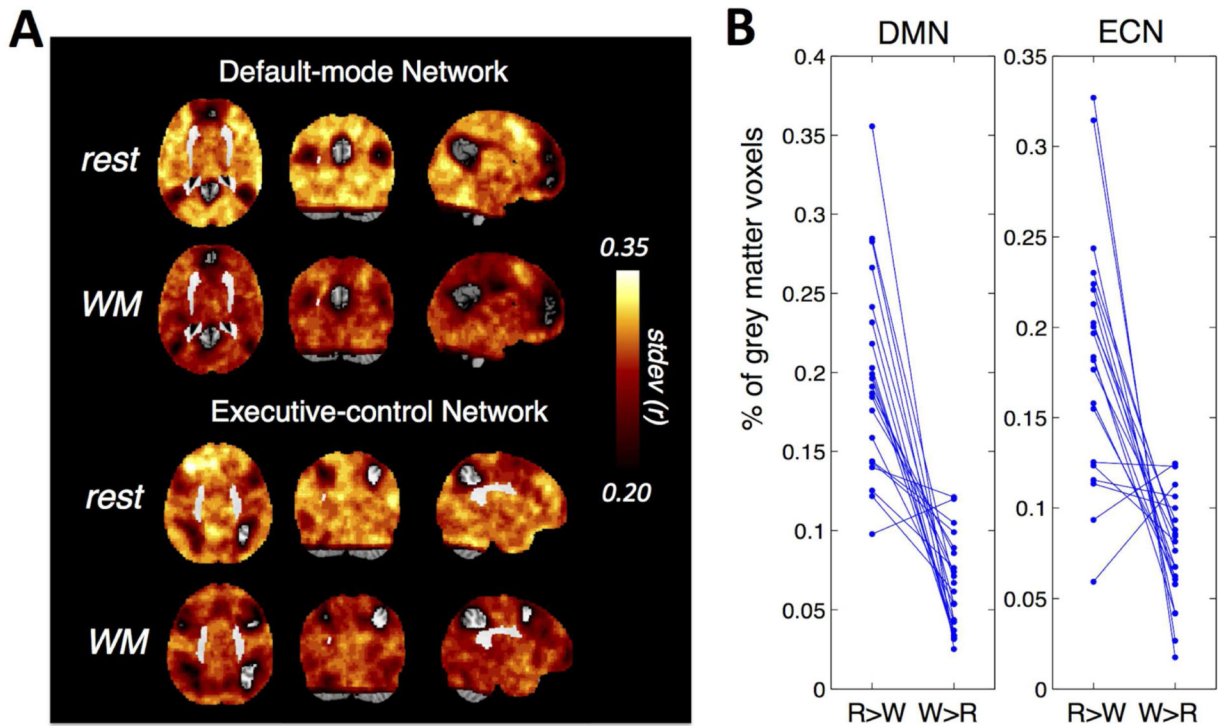 A
Default-mode Network
rest
WM
0.35
stdev (r)
0.20
Executive-control Network
rest
WM
B
DMN
% of grey matter voxels
0.4
0.35
0.3
0.25
0.2
0.15
0.1
0.05
0
R>W W>R
ECN
0.35
0.3
0.25
0.2
0.15
0.1
0.05
0
R>W W>R